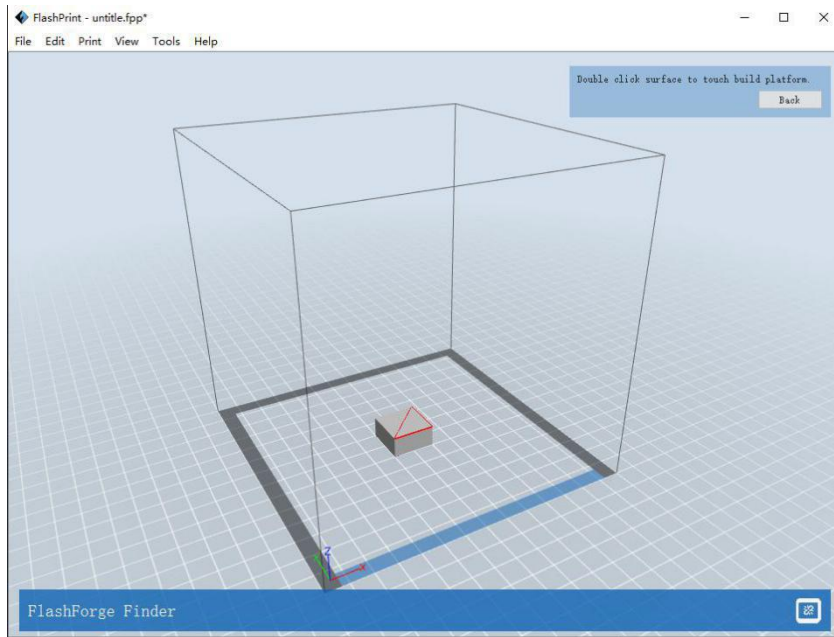 FlashPrint - untitle.fpp*
File Edit Print View Tools Help
Double click surface to touch build platform.
Back
Z
FlashForge Finder